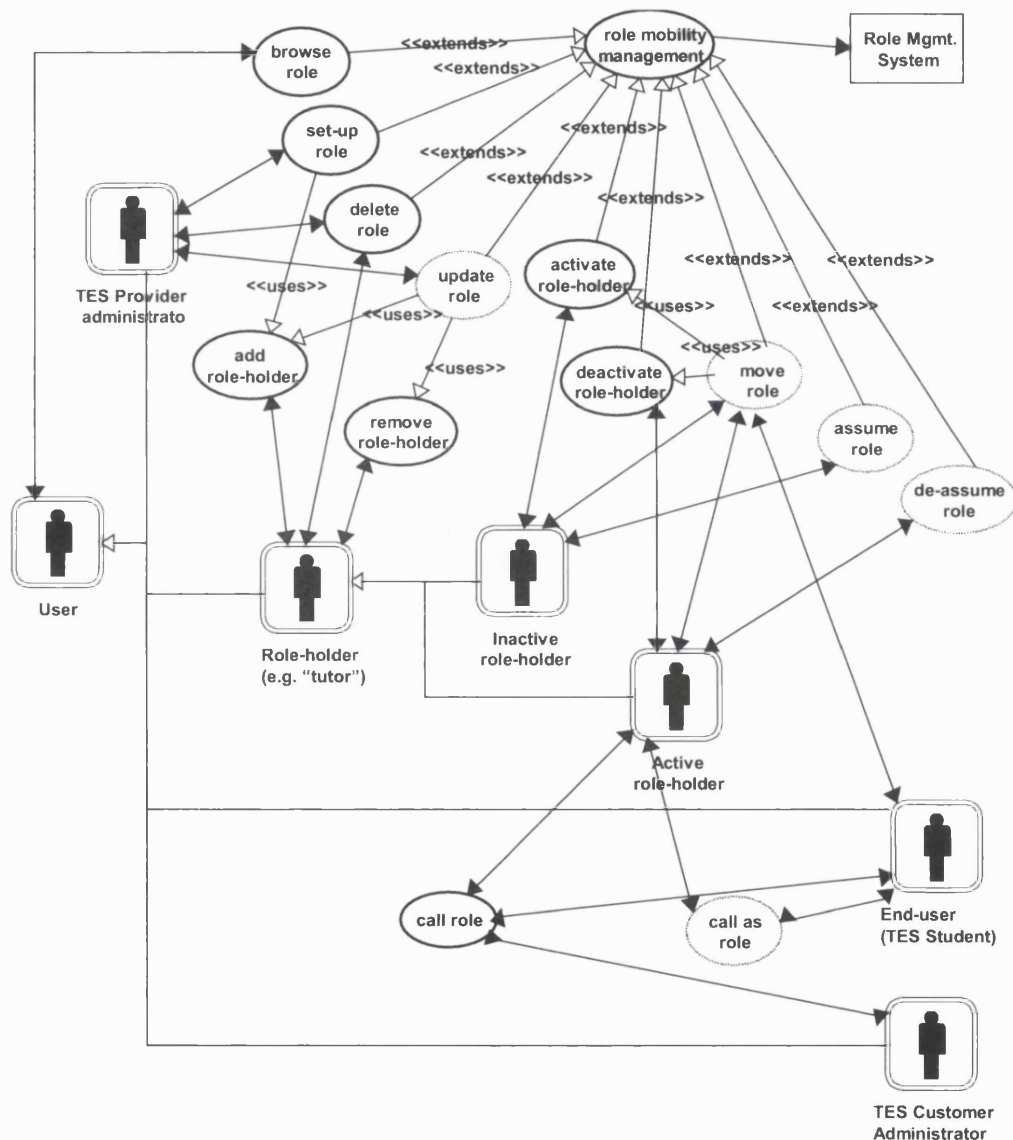 browse
role
<<extends>>
role mobility
management
Role Mgmt.
System
<<extends>>
set-up
role
<<extends>>
<<extends>>
<<extends>>
<<extends>>
delete
role
<<extends>>
<<extends>>
<<extends>>
update
role
activate
role-holder
TES Provider
administrato
<<uses>>
<<uses>>
<<uses>>
add
role-holder
<<uses>>
deactivate
role-holder
move
role
remove
role-holder
assume
role
de-assume
role
User
Role-holder
(e.g. “tutor”)
Inactive
role-holder
Active
role-holder
call role
call as
role
End-user
(TES Student)
TES Customer
Administrator